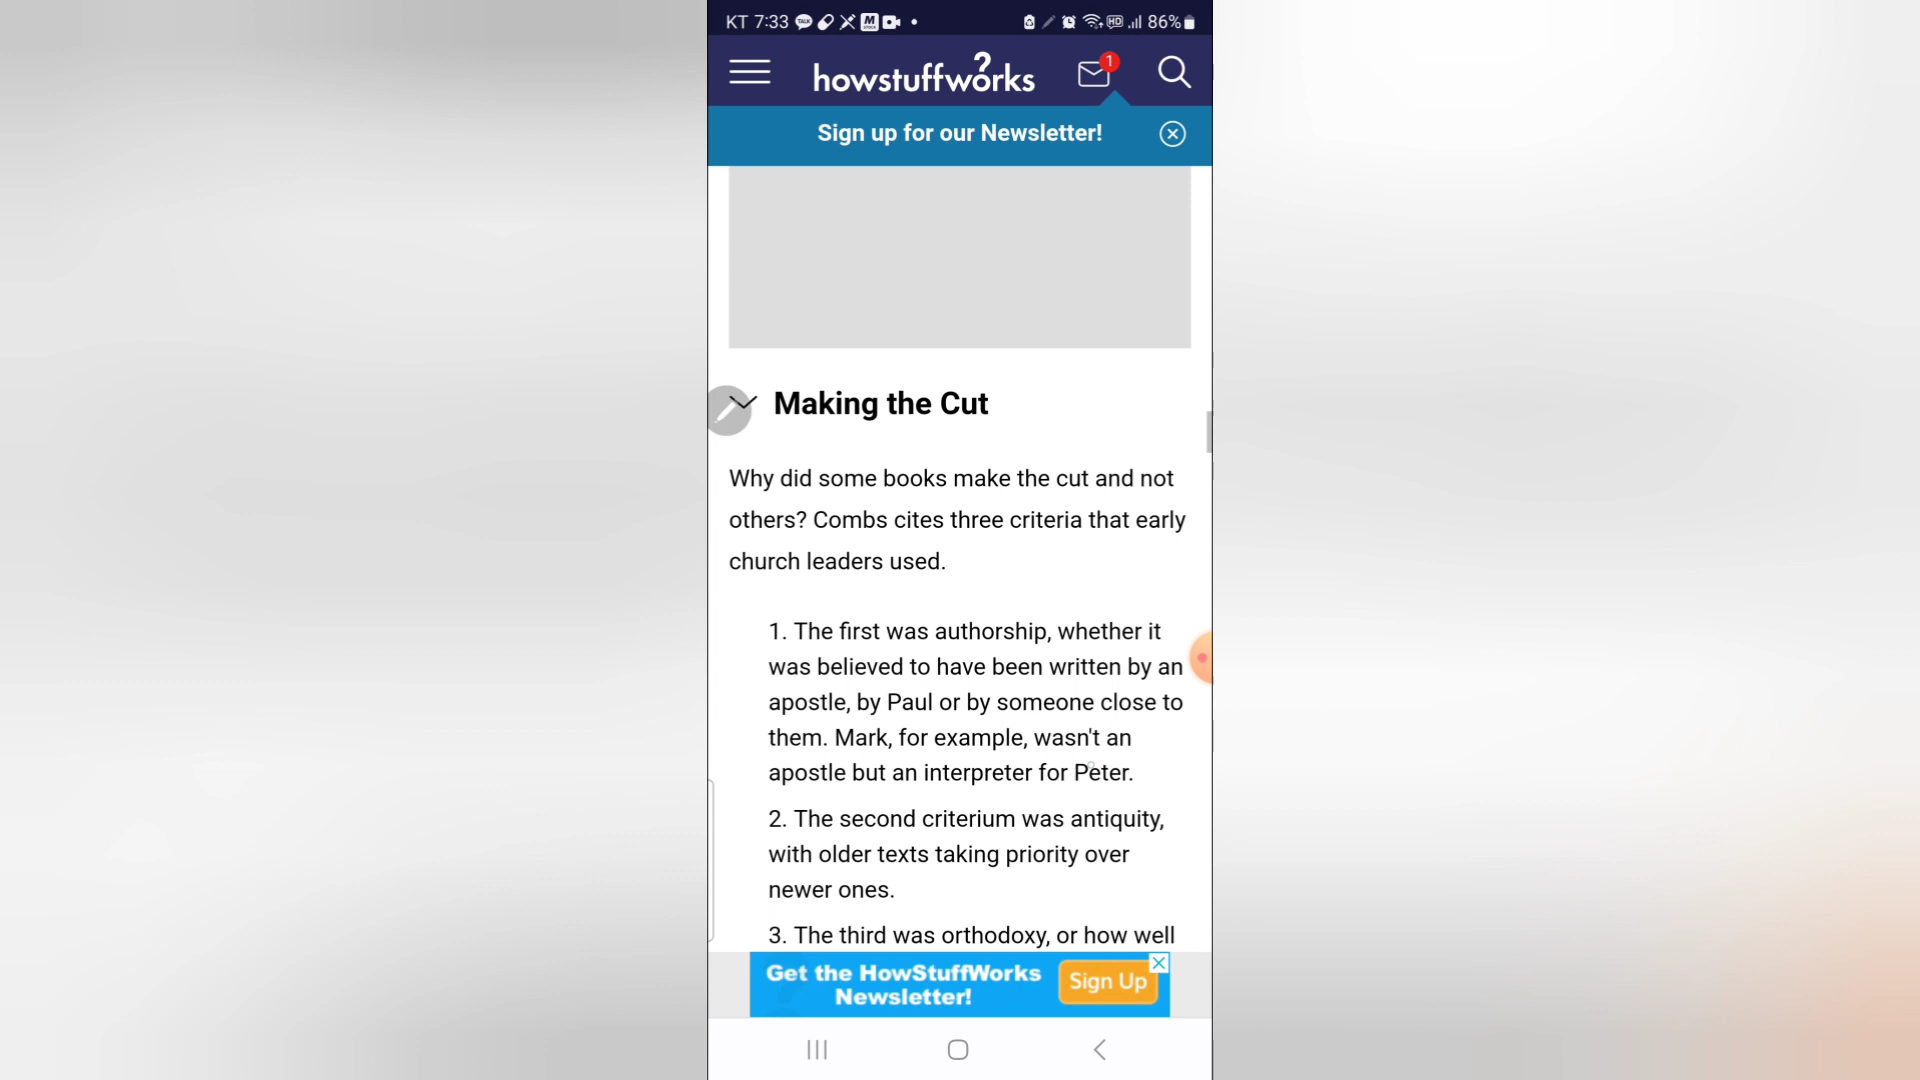 KT 7:33 86%
howstuffworks
1
Sign up for our Newsletter!
Making the Cut
Why did some books make the cut and not
others? Combs cites three criteria that early
church leaders used.
1. The first was authorship, whether it
was believed to have been written by an
apostle, by Paul or by someone close to
them. Mark, for example, wasn't an
apostle but an interpreter for Peter.
2. The second criterium was antiquity,
with older texts taking priority over
newer ones.
3. The third was orthodoxy, or how well
Get the HowStuffWorks
Newsletter!
Sign Up